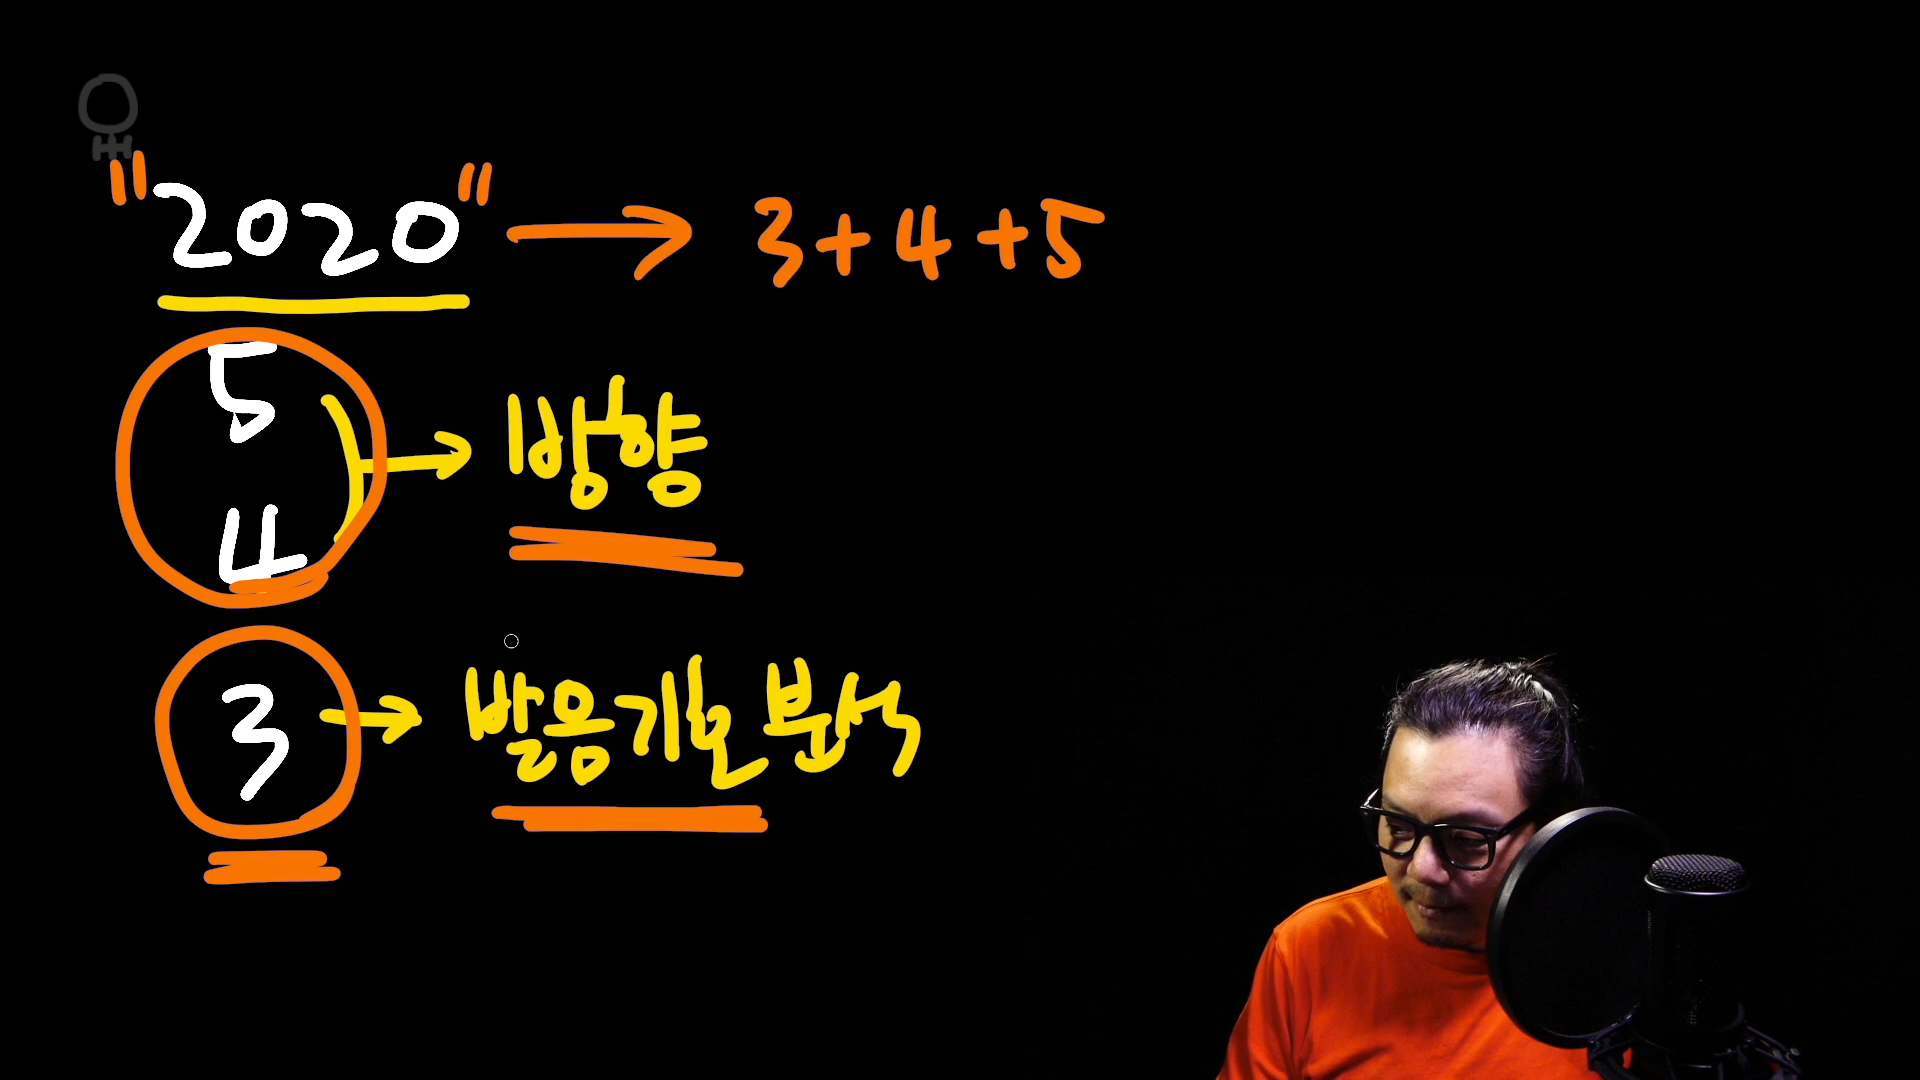 "2020" → 3+4+5
5
4 → 방향
3 → 발음기호 분석